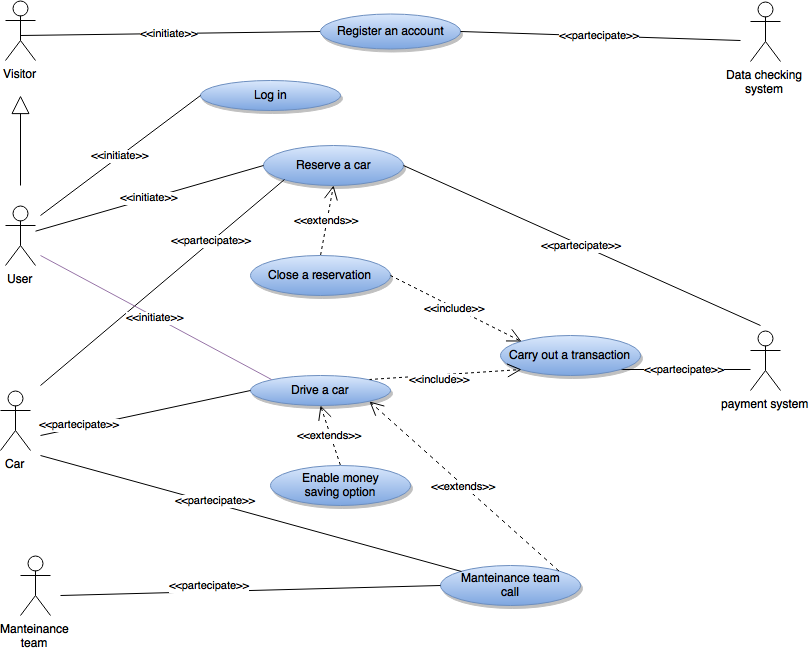 <<initiate>>
Register an account
<<partecipate>>
Visitor
Data checking
system
Log in
<<initiate>>
Reserve a car
<<initiate>>
<<extends>>
<<partecipate>>
<<partecipate>>
User
Close a reservation
<<include>>
<<initiate>>
Carry out a transaction
<<include>>
<<partecipate>>
Drive a car
payment system
<<partecipate>>
<<extends>>
Car
Enable money
saving option
<<extends>>
<<partecipate>>
Manteinance team
call
<<partecipate>>
Manteinance
team